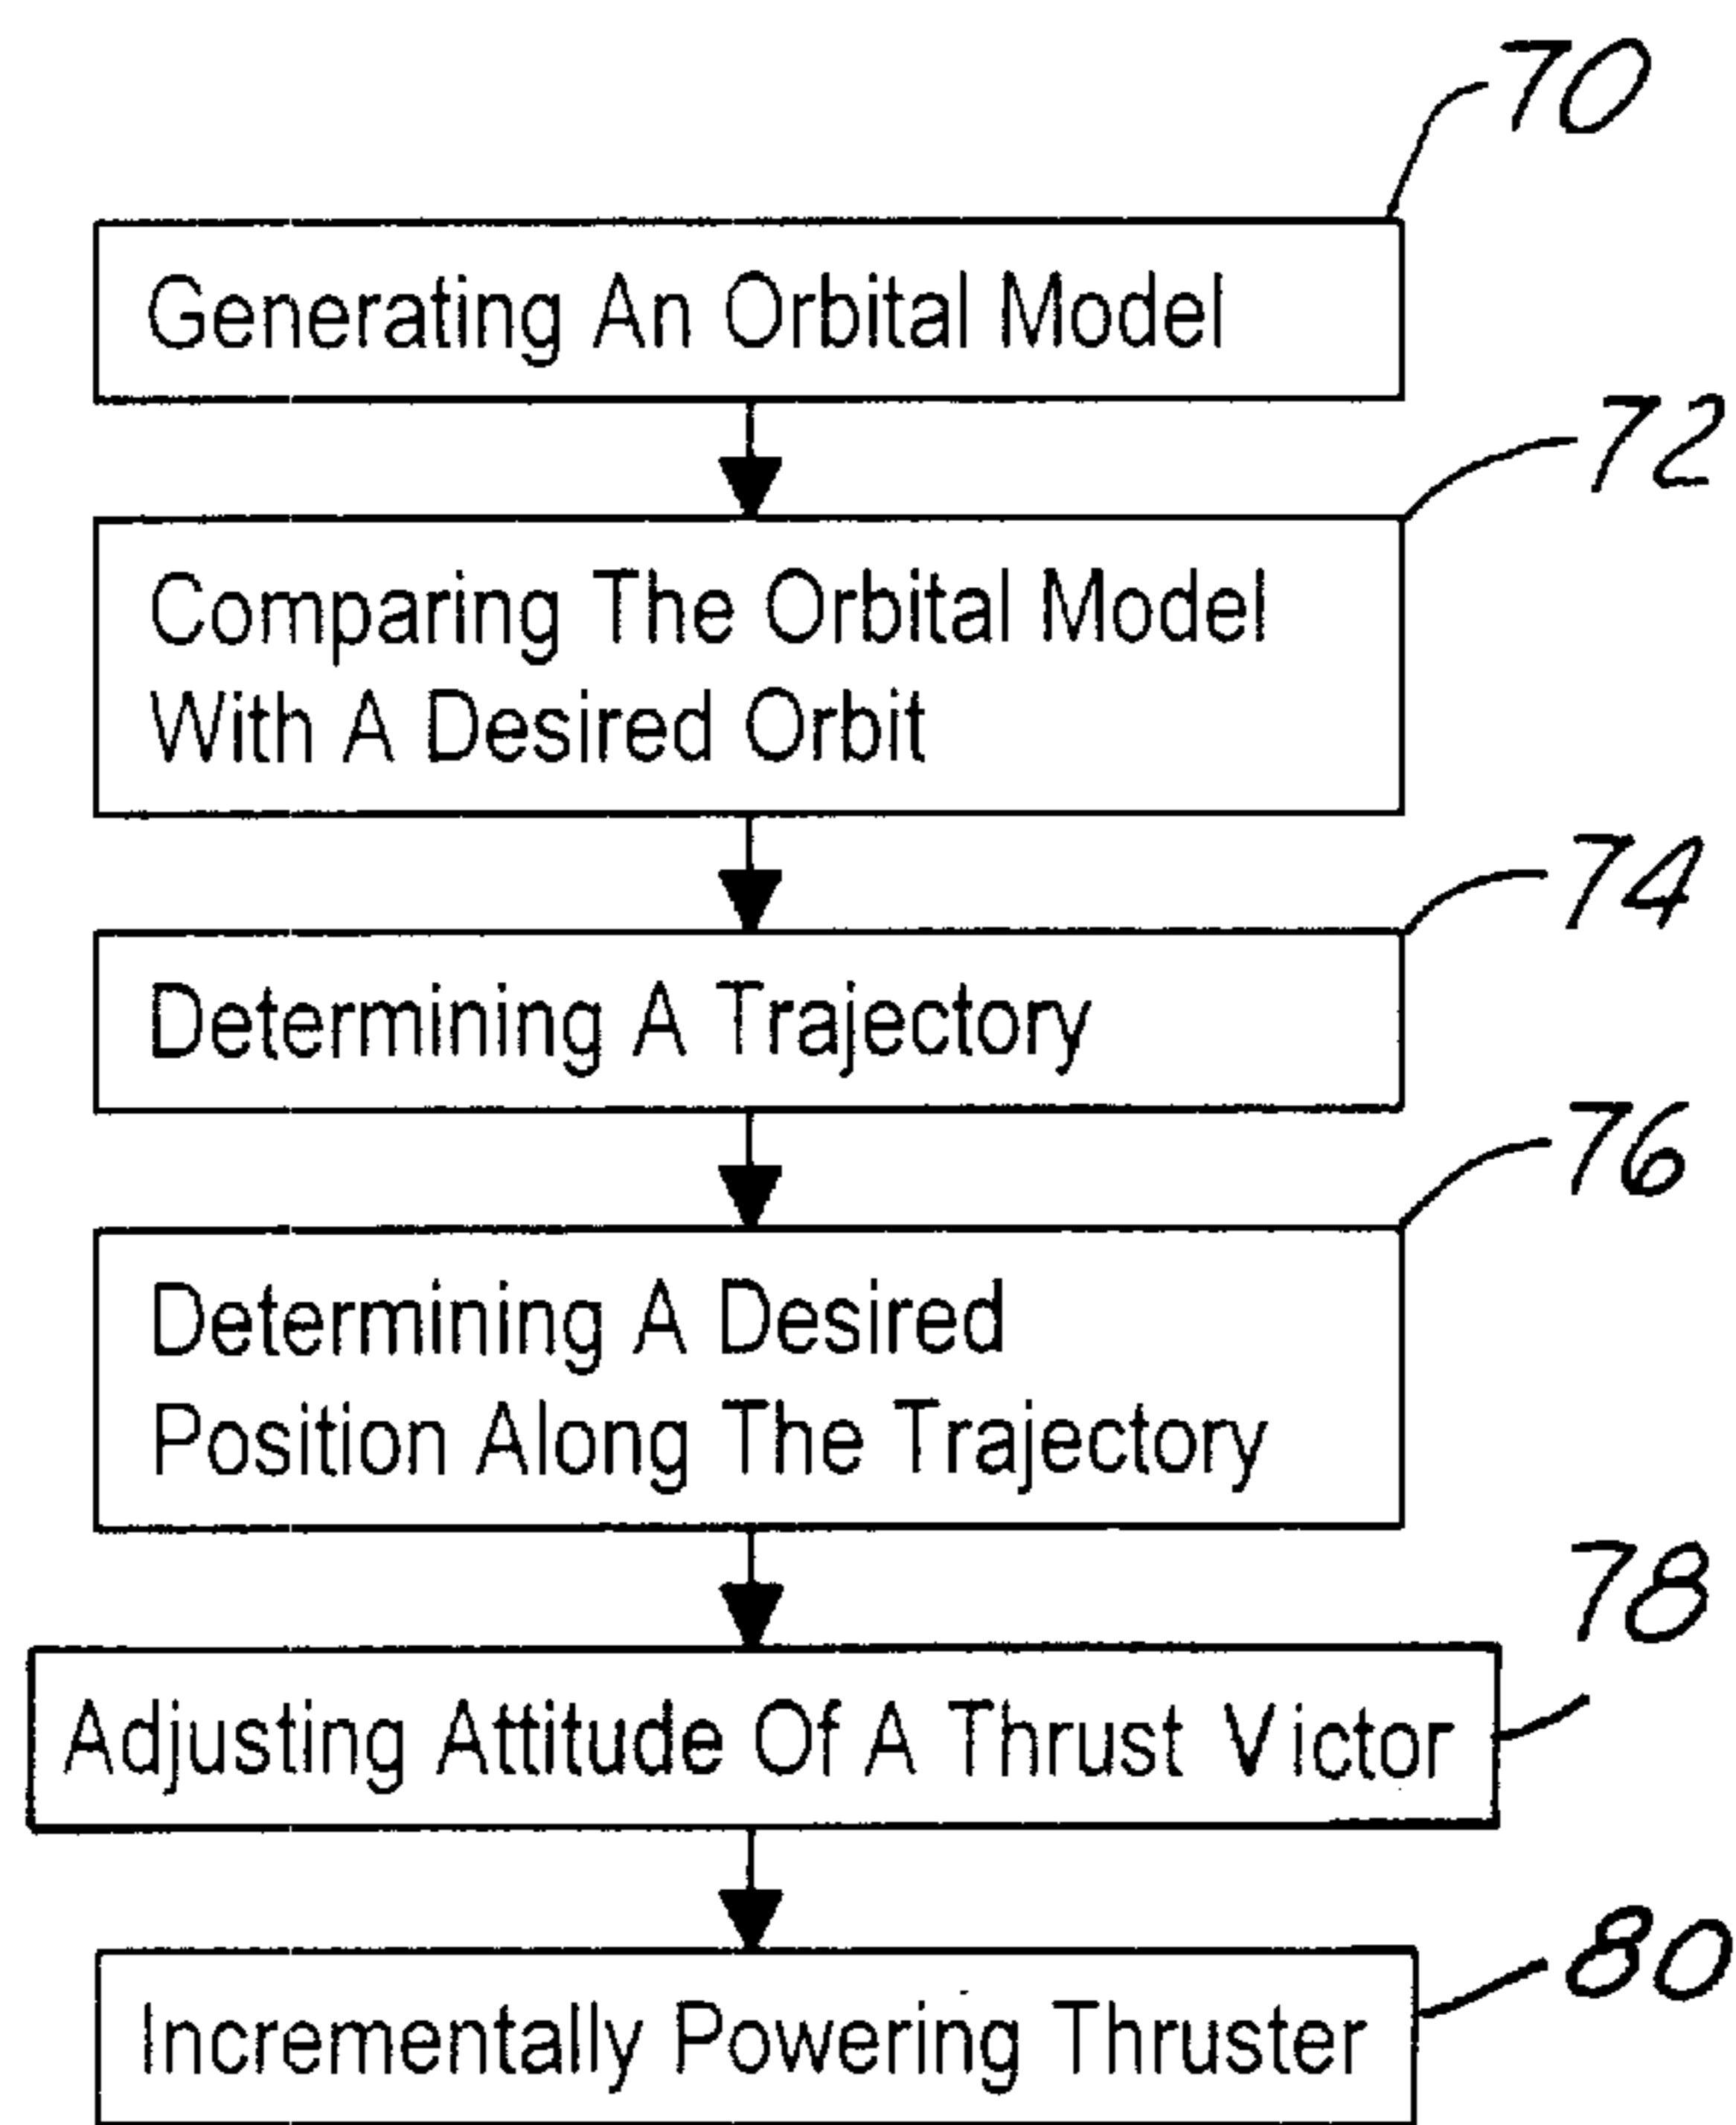 70
Generating An Orbital Model
72
Comparing The Orbital Model
With A Desired Orbit
74
Determining A Trajectory
76
Determining A Desired
Position Along The Trajectory
78
Adjusting Attitude Of A Thrust Victor
80
Incrementally Powering Thruster